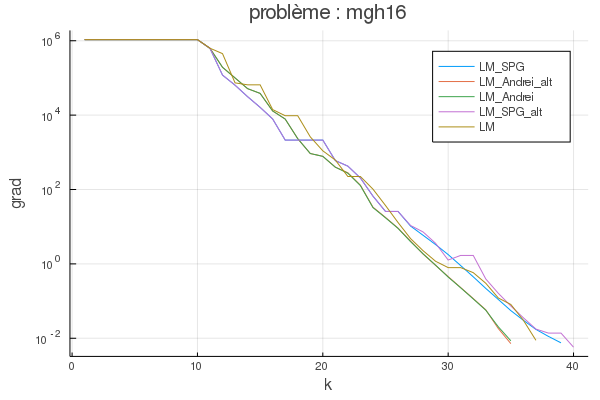 problème : mgh16
grad
10^6
10^4
10^2
10^0
10^-2
LM_SPG
LM_Andrei_alt
LM_Andrei
LM_SPG_alt
LM
0 10 20 30 40
k